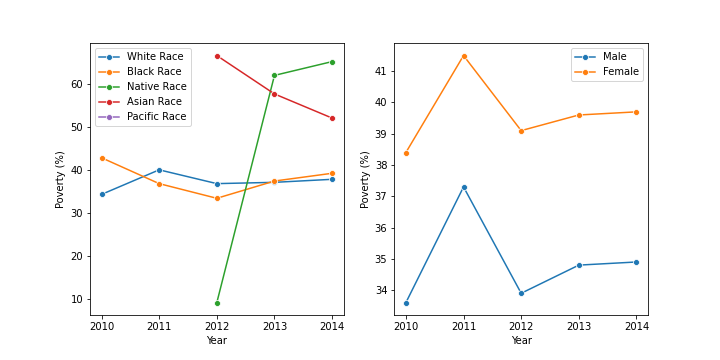 White Race
Black Race
Native Race
Asian Race
Pacific Race
60
50
40
30
20
10
Poverty (%)
2010 2011 2012 2013 2014
Year
Male
Female
41
40
39
38
37
36
35
34
Poverty (%)
2010 2011 2012 2013 2014
Year